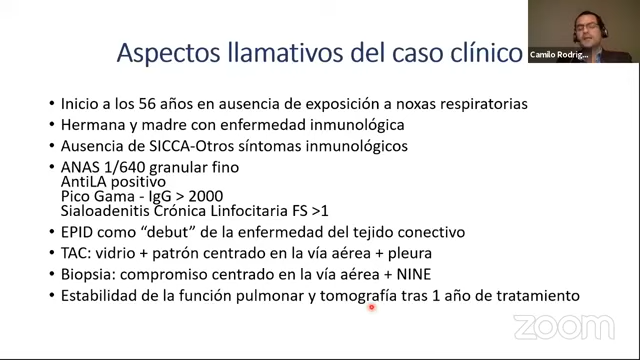 Aspectos llamativos del caso clínico
Camilo Rodrig...
• Inicio a los 56 años en ausencia de exposición a noxas respiratorias
• Hermana y madre con enfermedad inmunológica
• Ausencia de SICCA-Otros síntomas inmunológicos
• ANAS 1/640 granular fino
AntiLA positivo
Pico Gama - IgG > 2000
Sialoadenitis Crónica Linfocitaria FS >1
• EPID como “debut” de la enfermedad del tejido conectivo
• TAC: vidrio + patrón centrado en la vía aérea + pleura
• Biopsia: compromiso centrado en la vía aérea + NINE
• Estabilidad de la función pulmonar y tomografía tras 1 año de tratamiento
zoom